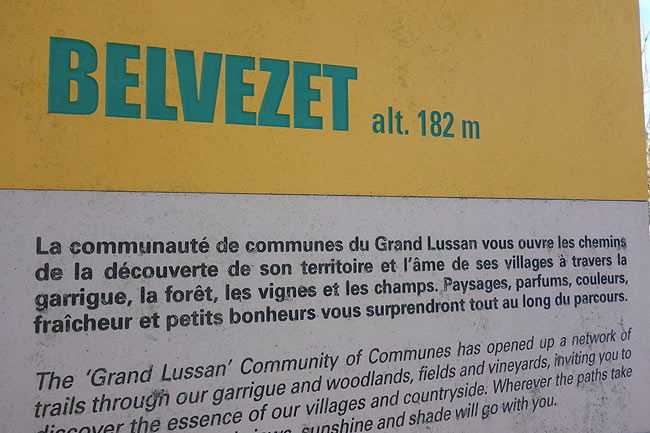 BELVEZET alt. 182 m
La communauté de communes du Grand Lussan vous ouvre les chemins
de la découverte de son territoire et l'âme de ses villages à travers la
garrigue, la forêt, les vignes et les champs. Paysages, parfums, couleurs,
fraîcheur et petits bonheurs vous surprendront tout au long du parcours.
The 'Grand Lussan' Community of Communes has opened up a network of
trails through our garrigue and woodlands, fields and vineyards, inviting you to
discover the essence of our villages and countryside. Wherever the paths take
sunshine and shade will go with you.